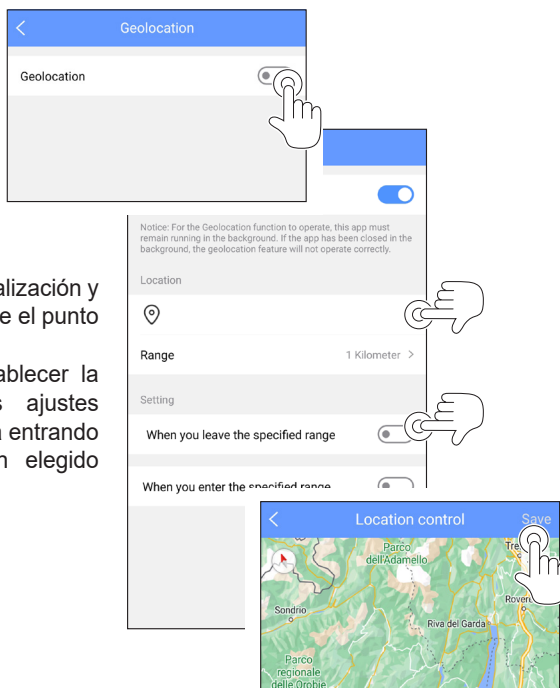 Geolocation
Geolocation
Notice: For the Geolocation function to operate, this app must
remain running in the background. If the app has been closed in the
background, the geolocation feature will not operate correctly.
Location
Range 1 Kilometer >
Setting
When you leave the specified range
When you enter the specified range
y
e el punto
ablecer la
ajustes
entrando
elegido
Location control Save
Parco
dell'Adamello
Sondrio
Riva del Garda
Parco
regionale
delle Orobie